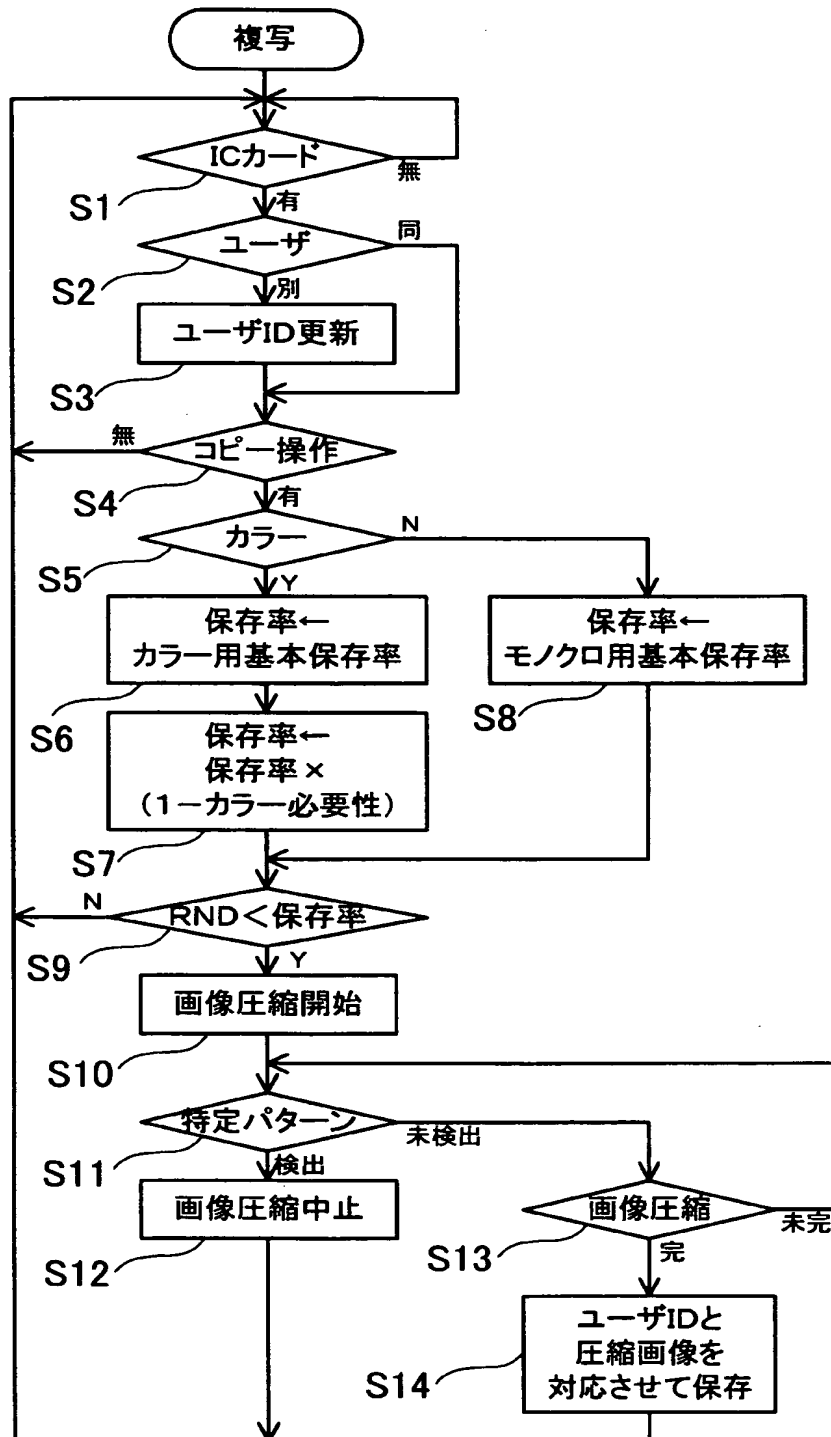 複写
ICカード
無
S1
有
ユーザ
同
S2
別
ユーザID更新
S3
無
コピー操作
S4
有
カラー
N
S5
Y
保存率←
カラー用基本保存率
保存率←
モノクロ用基本保存率
S6
S8
保存率←
保存率×
(1-カラー必要性)
S7
N
RND<保存率
S9
Y
画像圧縮開始
S10
特定パターン
未検出
S11
検出
画像圧縮中止
画像圧縮
未完
S12
S13
完
ユーザIDと
圧縮画像を
対応させて保存
S14